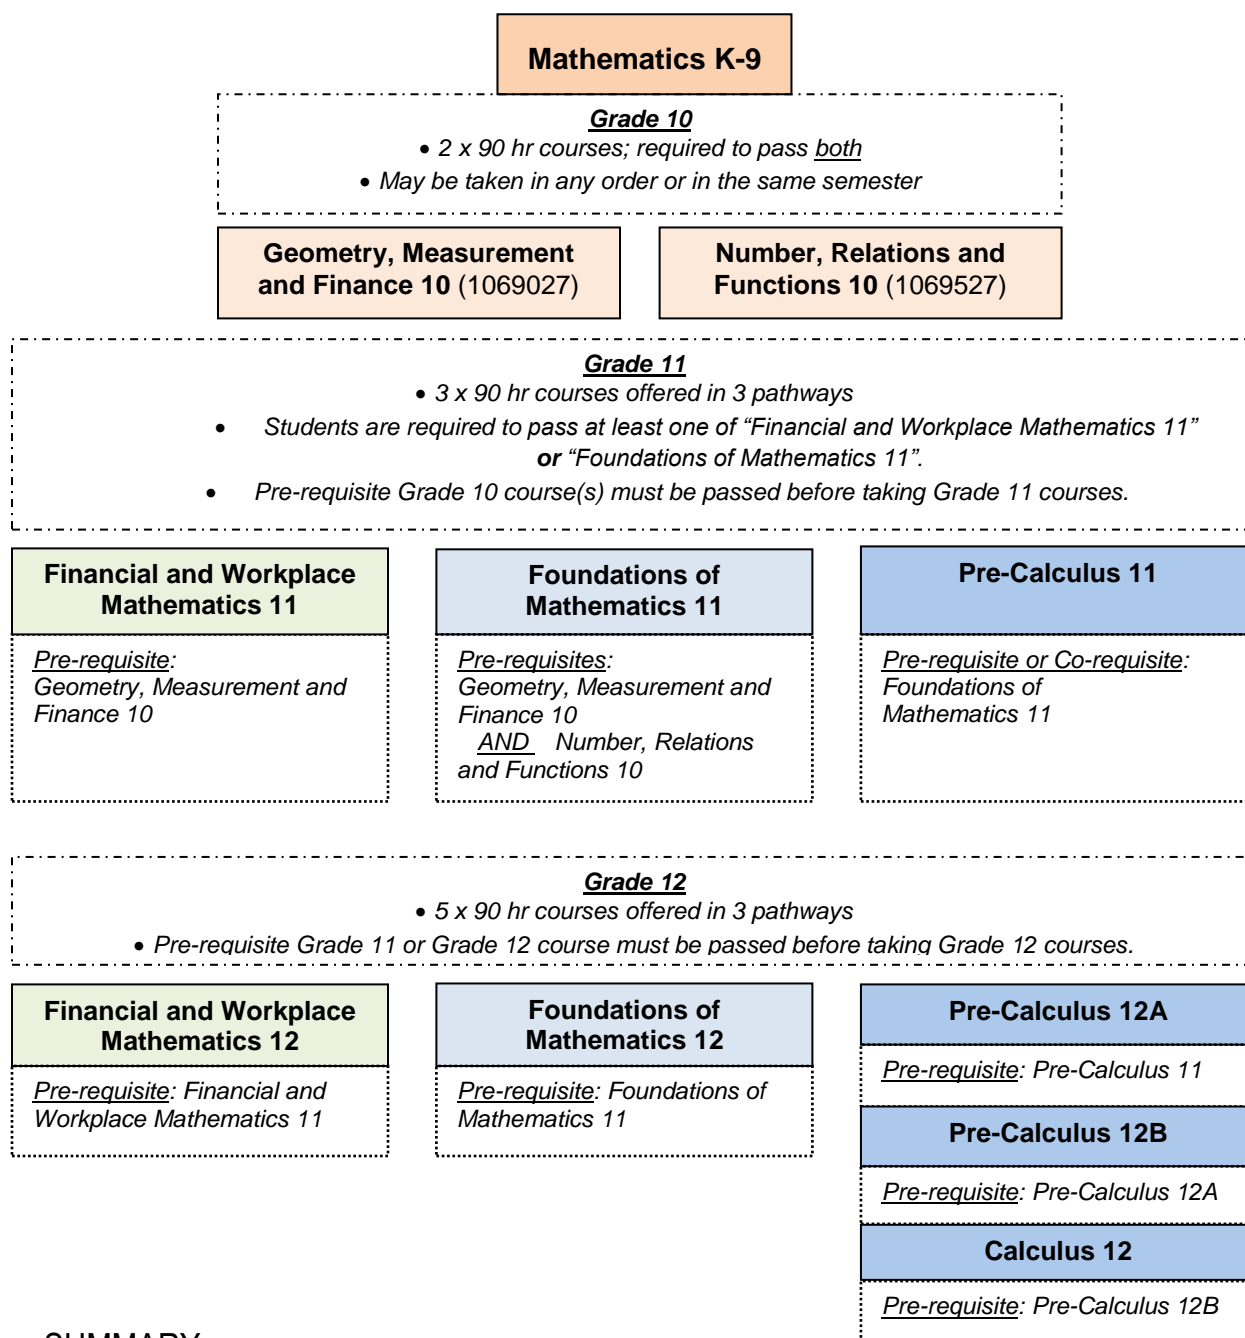 Mathematics K-9
Grade 10
• 2 x 90 hr courses; required to pass both
• May be taken in any order or in the same semester
Geometry, Measurement
and Finance 10 (1069027)
Number, Relations and
Functions 10 (1069527)
Grade 11
• 3 x 90 hr courses offered in 3 pathways
• Students are required to pass at least one of “Financial and Workplace Mathematics 11”
or “Foundations of Mathematics 11”.
• Pre-requisite Grade 10 course(s) must be passed before taking Grade 11 courses.
Financial and Workplace
Mathematics 11
Pre-requisite:
Geometry, Measurement and
Finance 10
Foundations of
Mathematics 11
Pre-requisites:
Geometry, Measurement and
Finance 10
AND Number, Relations
and Functions 10
Pre-Calculus 11
Pre-requisite or Co-requisite:
Foundations of
Mathematics 11
Grade 12
• 5 x 90 hr courses offered in 3 pathways
• Pre-requisite Grade 11 or Grade 12 course must be passed before taking Grade 12 courses.
Financial and Workplace
Mathematics 12
Pre-requisite: Financial and
Workplace Mathematics 11
Foundations of
Mathematics 12
Pre-requisite: Foundations of
Mathematics 11
Pre-Calculus 12A
Pre-requisite: Pre-Calculus 11
Pre-Calculus 12B
Pre-requisite: Pre-Calculus 12A
Calculus 12
Pre-requisite: Pre-Calculus 12B
SUMMARY